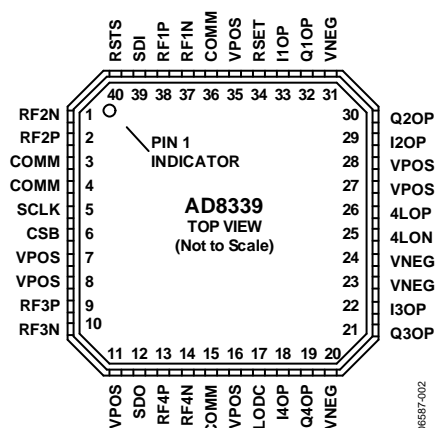 RSTS SDI RF1P RF1N COMM VPOS RSET I1OP Q1OP VNEG
40 39 38 37 36 35 34 33 32 31
RF2N 1
RF2P 2
COMM 3
COMM 4
SCLK 5
CSB 6
VPOS 7
VPOS 8
RF3P 9
RF3N 10
PIN 1
INDICATOR
AD8339
TOP VIEW
(Not to Scale)
30 Q2OP
29 I2OP
28 VPOS
27 VPOS
26 4LOP
25 4LON
24 VNEG
23 VNEG
22 I3OP
21 Q3OP
11 12 13 14 15 16 17 18 19 20
VPOS SDO RF4P RF4N COMM VPOS LODC I4OP Q4OP VNEG
06587-002